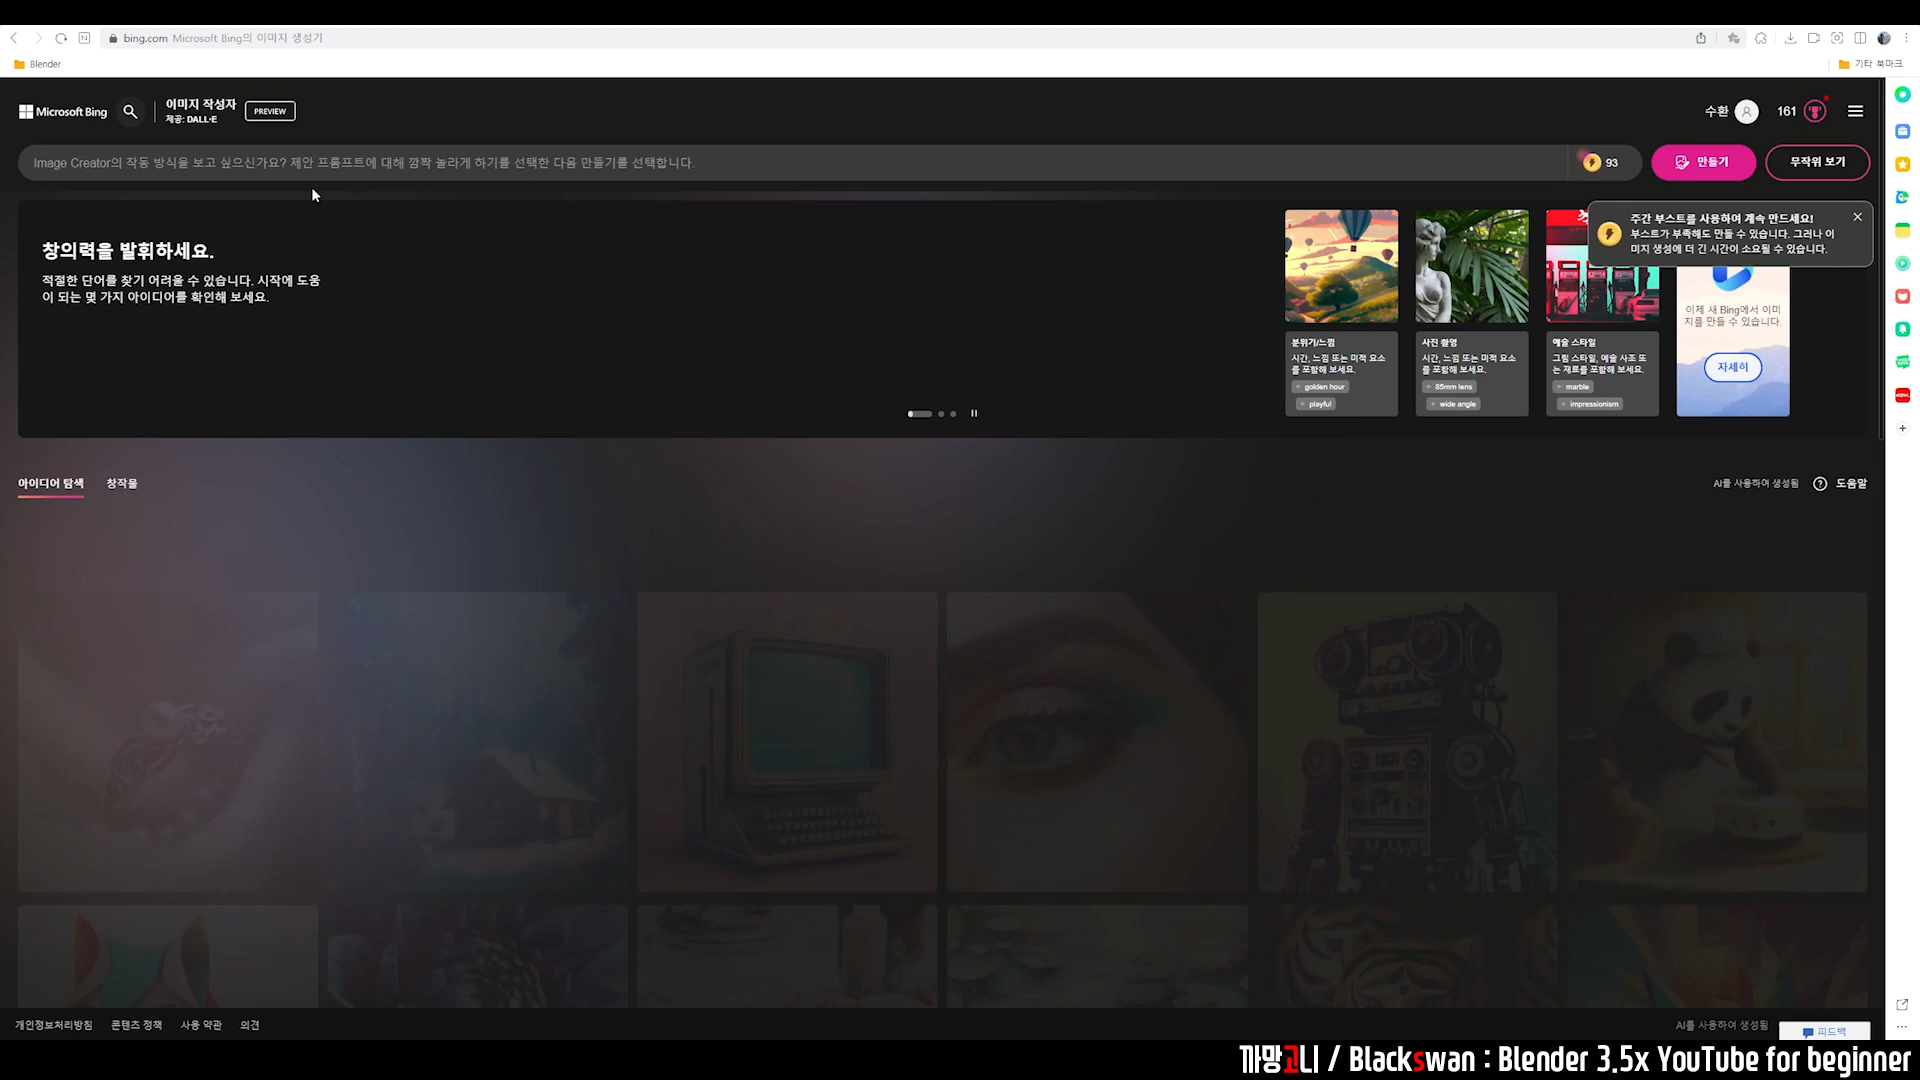 bing.com Microsoft Bing의 이미지 생성기
Blender
기타 북마크
Microsoft Bing
이미지 작성자
제공: DALL·E
PREVIEW
수환
161
Image Creator의 작동 방식을 보고 싶으신가요? 제안 프롬프트에 대해 깜짝 놀라게 하기를 선택한 다음 만들기를 선택합니다.
93
만들기
무작위 보기
주간 부스트를 사용하여 계속 만드세요!
부스트가 부족해도 만들 수 있습니다. 그러나 이
미지 생성에 더 긴 시간이 소요될 수 있습니다.
창의력을 발휘하세요.
적절한 단어를 찾기 어려울 수 있습니다. 시작에 도움
이 되는 몇 가지 아이디어를 확인해 보세요.
분위기/느낌
시간, 느낌 또는 미적 요소
를 포함해 보세요.
+ golden hour
+ playful
사진 촬영
시간, 느낌 또는 미적 요소
를 포함해 보세요.
+ 85mm lens
+ wide angle
예술 스타일
그림 스타일, 예술 사조 또
는 재료를 포함해 보세요.
+ marble
+ impressionism
이제 새 Bing에서 이미
지를 만들 수 있습니다.
자세히
아이디어 탐색
창작물
AI를 사용하여 생성됨
도움말
개인정보처리방침
콘텐츠 정책
사용 약관
의견
AI를 사용하여 생성됨
피드백
까망고니 / Blackswan : Blender 3.5x YouTube for beginner